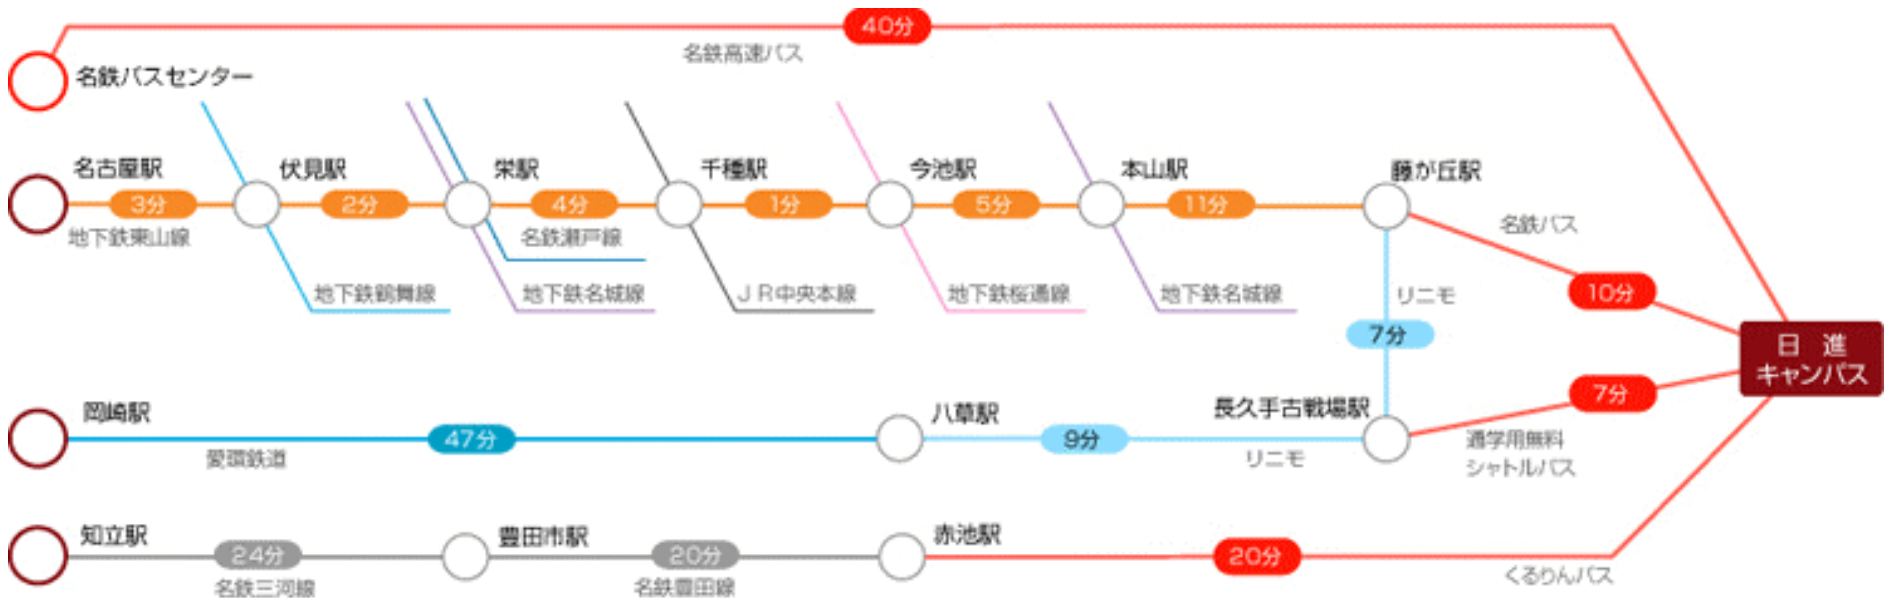 40分
名鉄高速バス
名鉄バスセンター
名古屋駅
伏見駅
栄駅
千種駅
今池駅
本山駅
藤が丘駅
3分
2分
4分
1分
5分
11分
地下鉄東山線
名鉄瀬戸線
名鉄バス
地下鉄鶴舞線
地下鉄名城線
JR中央本線
地下鉄桜通線
地下鉄名城線
リニモ
10分
7分
日進
キャンパス
7分
岡崎駅
八草駅
長久手古戦場駅
47分
9分
愛環鉄道
リニモ
通学用無料
シャトルバス
知立駅
豊田市駅
赤池駅
24分
20分
20分
名鉄三河線
名鉄豊田線
くるりんバス